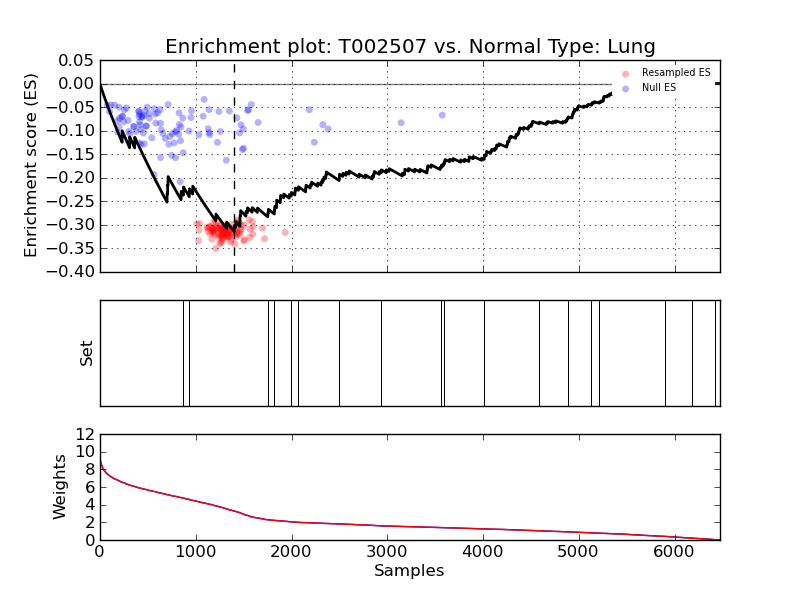 Enrichment plot: T002507 vs. Normal Type: Lung
Enrichment score (ES)
0.05
0.00
−0.05
−0.10
−0.15
−0.20
−0.25
−0.30
−0.35
−0.40
Resampled ES
Null ES
Set
Weights
12
10
8
6
4
2
0
0 1000 2000 3000 4000 5000 6000
Samples